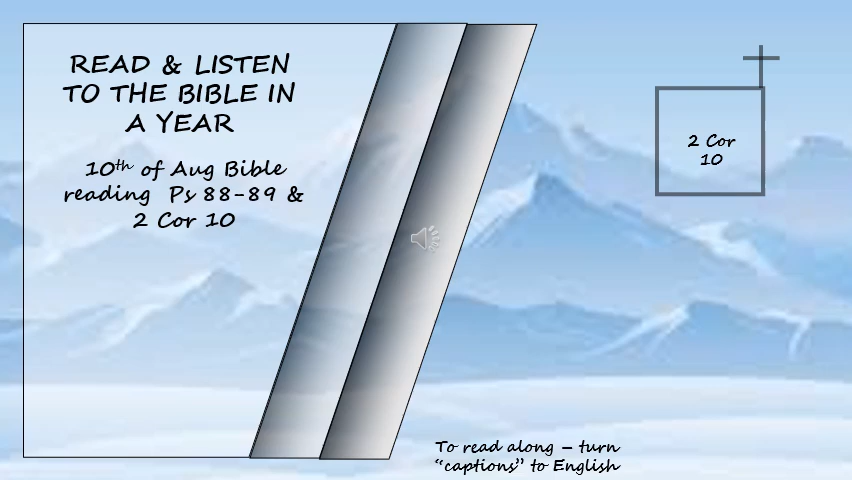 READ & LISTEN
TO THE BIBLE IN
A YEAR
10th of Aug Bible
reading Ps 88-89 &
2 Cor 10
2 Cor
10
To read along – turn
“captions” to English